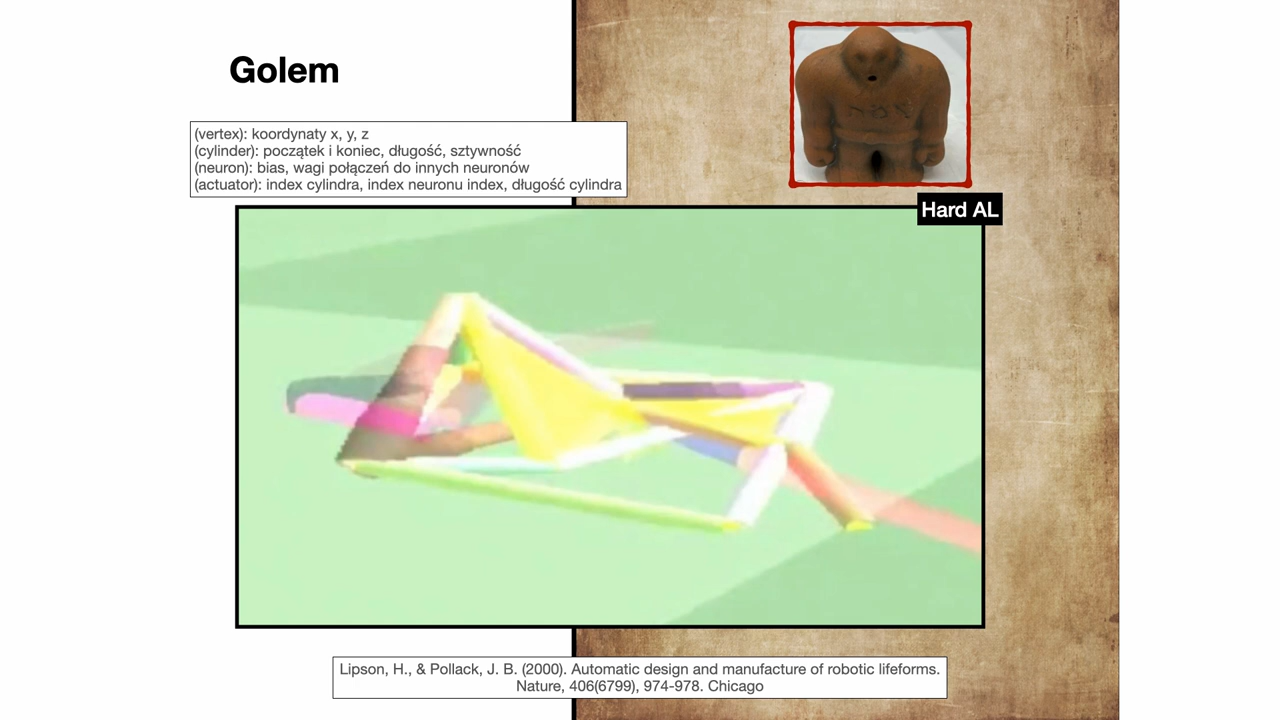 Golem
(vertex): koordynaty x, y, z
(cylinder): początek i koniec, długość, sztywność
(neuron): bias, wagi połączeń do innych neuronów
(actuator): index cylindra, index neuronu index, długość cylindra
אמת
Hard AL
Lipson, H., & Pollack, J. B. (2000). Automatic design and manufacture of robotic lifeforms.
Nature, 406(6799), 974-978. Chicago